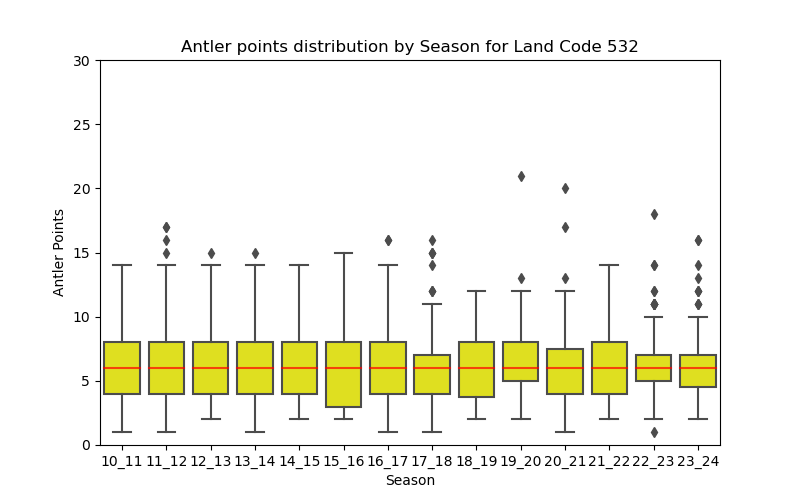 Antler points distribution by Season for Land Code 532
Antler Points
30
25
20
15
10
5
0
10_11 11_12 12_13 13_14 14_15 15_16 16_17 17_18 18_19 19_20 20_21 21_22 22_23 23_24
Season